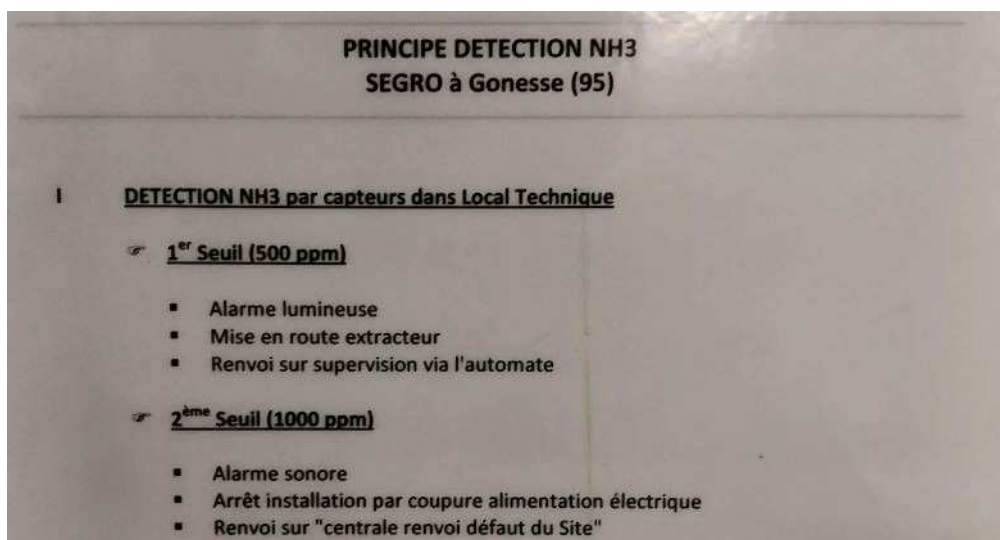 PRINCIPE DETECTION NH3
SEGRO à Gonesse (95)
I DETECTION NH3 par capteurs dans Local Technique
☞ 1er Seuil (500 ppm)
▪ Alarme lumineuse
▪ Mise en route extracteur
▪ Renvoi sur supervision via l'automate
☞ 2ème Seuil (1000 ppm)
▪ Alarme sonore
▪ Arrêt installation par coupure alimentation électrique
▪ Renvoi sur "centrale renvoi défaut du Site"